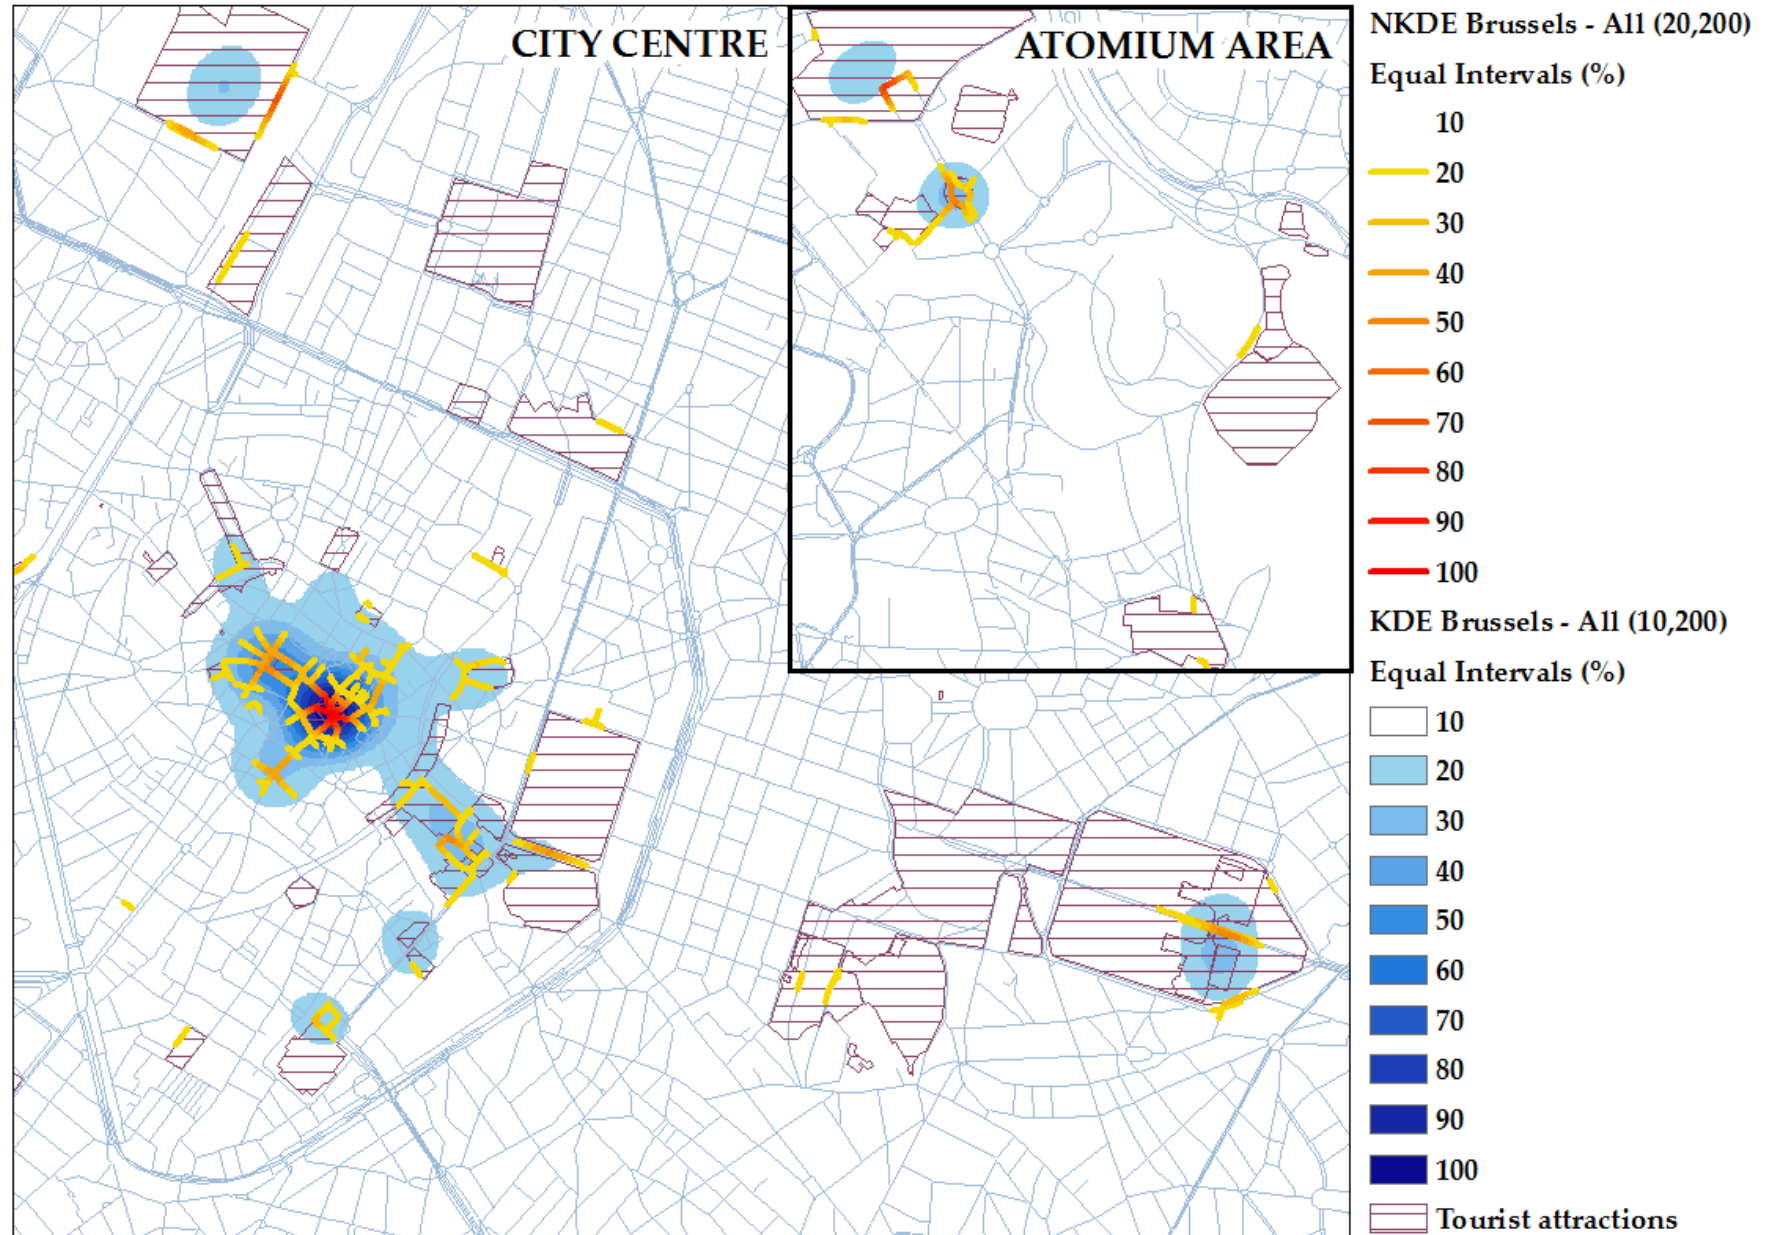 CITY CENTRE
ATOMIUM AREA
NKDE Brussels - All (20,200)
Equal Intervals (%)
10
20
30
40
50
60
70
80
90
100
KDE Brussels - All (10,200)
Equal Intervals (%)
10
20
30
40
50
60
70
80
90
100
Tourist attractions